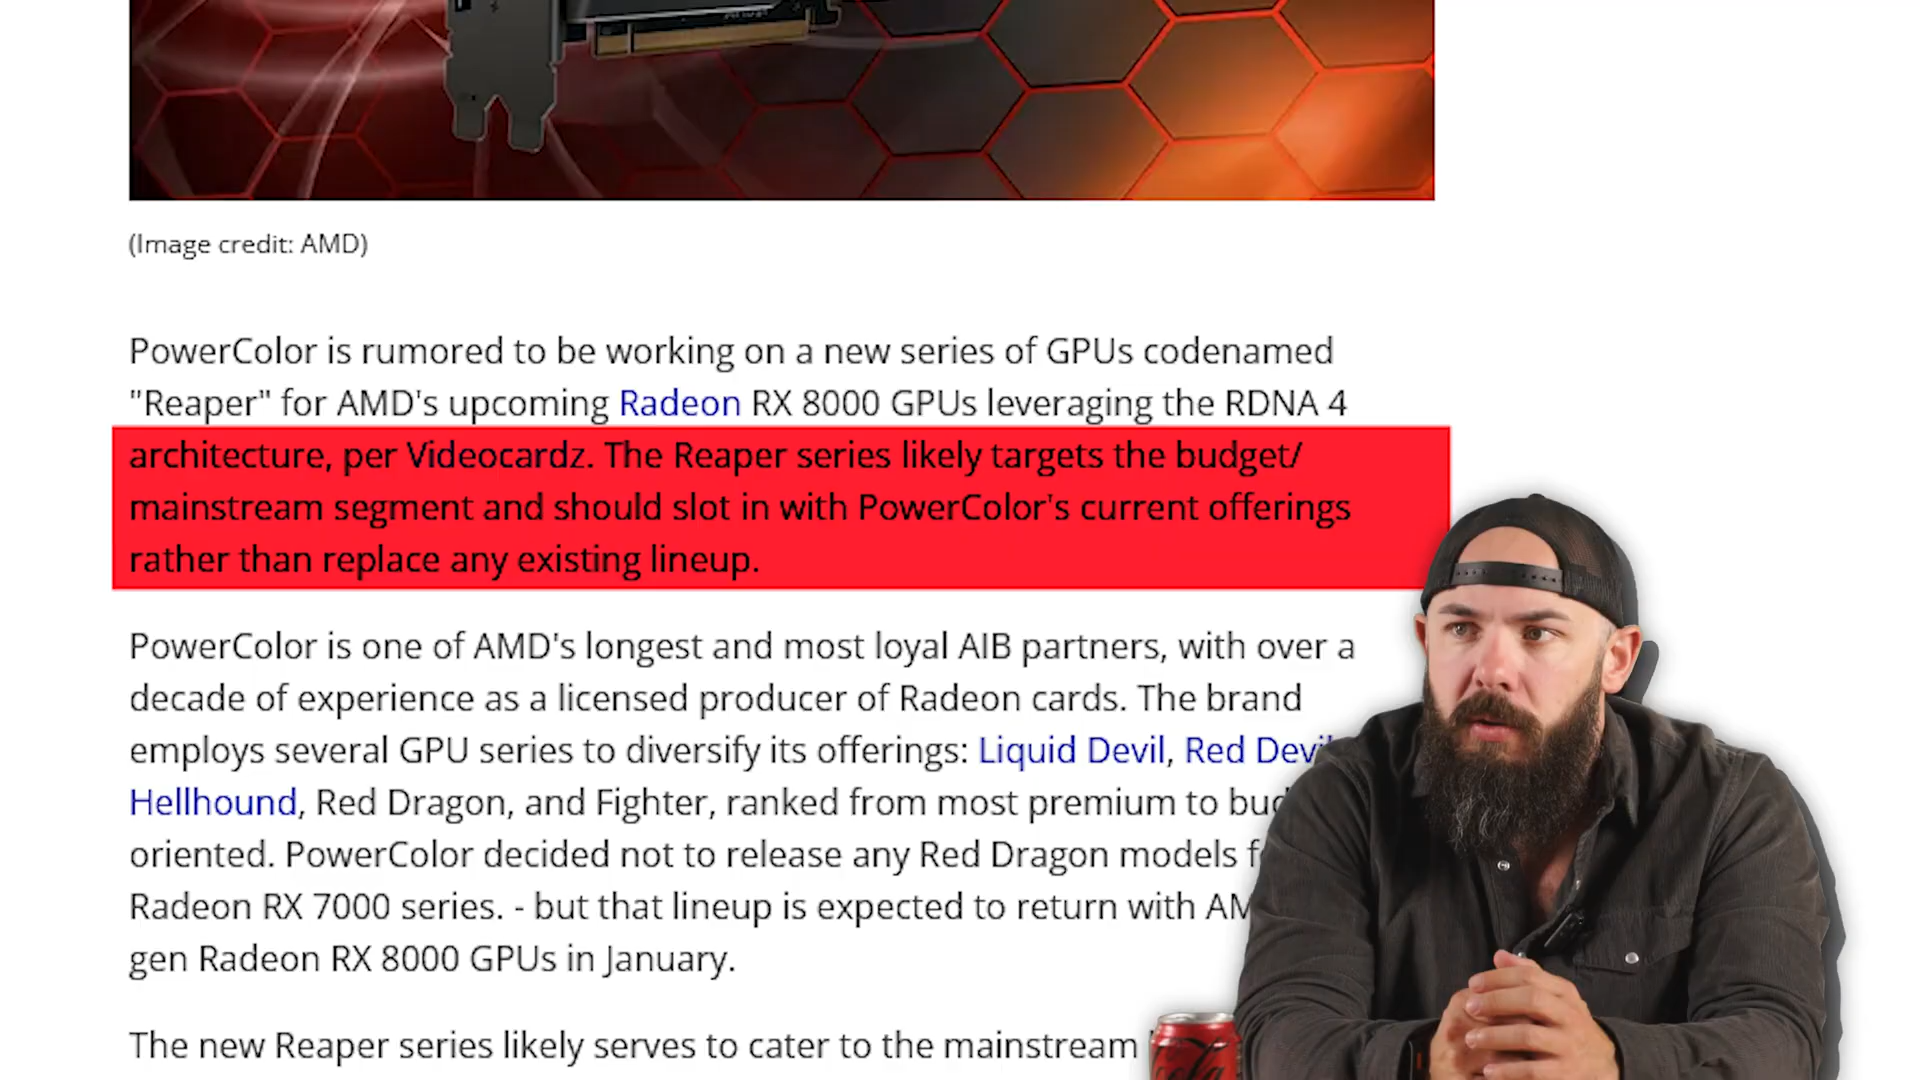 (Image credit: AMD)
PowerColor is rumored to be working on a new series of GPUs codenamed
"Reaper" for AMD's upcoming Radeon RX 8000 GPUs leveraging the RDNA 4
architecture, per Videocardz. The Reaper series likely targets the budget/
mainstream segment and should slot in with PowerColor's current offerings
rather than replace any existing lineup.
PowerColor is one of AMD's longest and most loyal AIB partners, with over a
decade of experience as a licensed producer of Radeon cards. The brand
employs several GPU series to diversify its offerings: Liquid Devil, Red Devil
Hellhound, Red Dragon, and Fighter, ranked from most premium to
oriented. PowerColor decided not to release any Red Dragon models
Radeon RX 7000 series. - but that lineup is expected to return with
gen Radeon RX 8000 GPUs in January.
The new Reaper series likely serves to cater to the mainstream